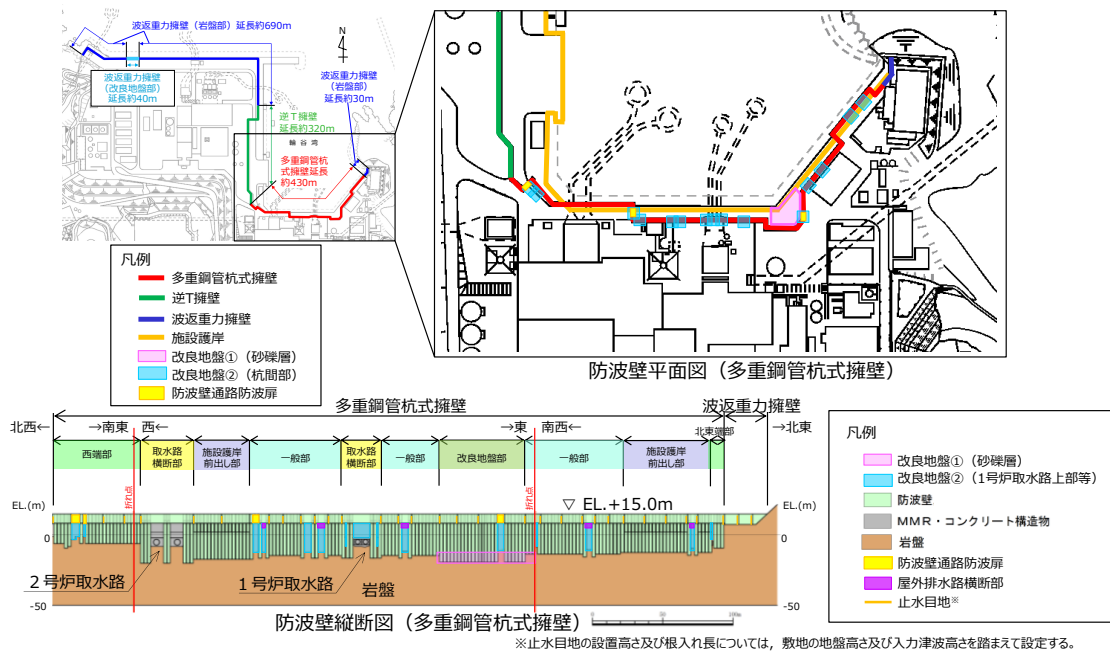 波返重力擁壁（岩盤部）延長約690m
N
波返重力擁壁
（改良地盤部）
延長約40m
波返重力擁壁
（岩盤部）
延長約30m
逆Ｔ擁壁
延長約320m
輪谷湾
多重鋼管杭
式擁壁延長
約430m
凡例
多重鋼管杭式擁壁
逆T擁壁
波返重力擁壁
施設護岸
改良地盤①（砂礫層）
改良地盤②（杭間部）
防波壁通路防波扉
防波壁平面図（多重鋼管杭式擁壁）
多重鋼管杭式擁壁
波返重力擁壁
北西←
→南東
西←
→東
南西←
→北東
西端部
取水路
横断部
施設護岸
前出し部
一般部
取水路
横断部
一般部
改良地盤部
一般部
施設護岸
前出し部
北東端部
折れ点
折れ点
EL.(m)
▽ EL.+15.0m
EL.(m)
0
0
-50
-50
２号炉取水路
１号炉取水路
岩盤
防波壁縦断図（多重鋼管杭式擁壁）
0
50
100m
凡例
改良地盤①（砂礫層）
改良地盤②（1号炉取水路上部等）
防波壁
MMR・コンクリート構造物
岩盤
防波壁通路防波扉
屋外排水路横断部
止水目地※
※止水目地の設置高さ及び根入れ長については，敷地の地盤高さ及び入力津波高さを踏まえて設定する。